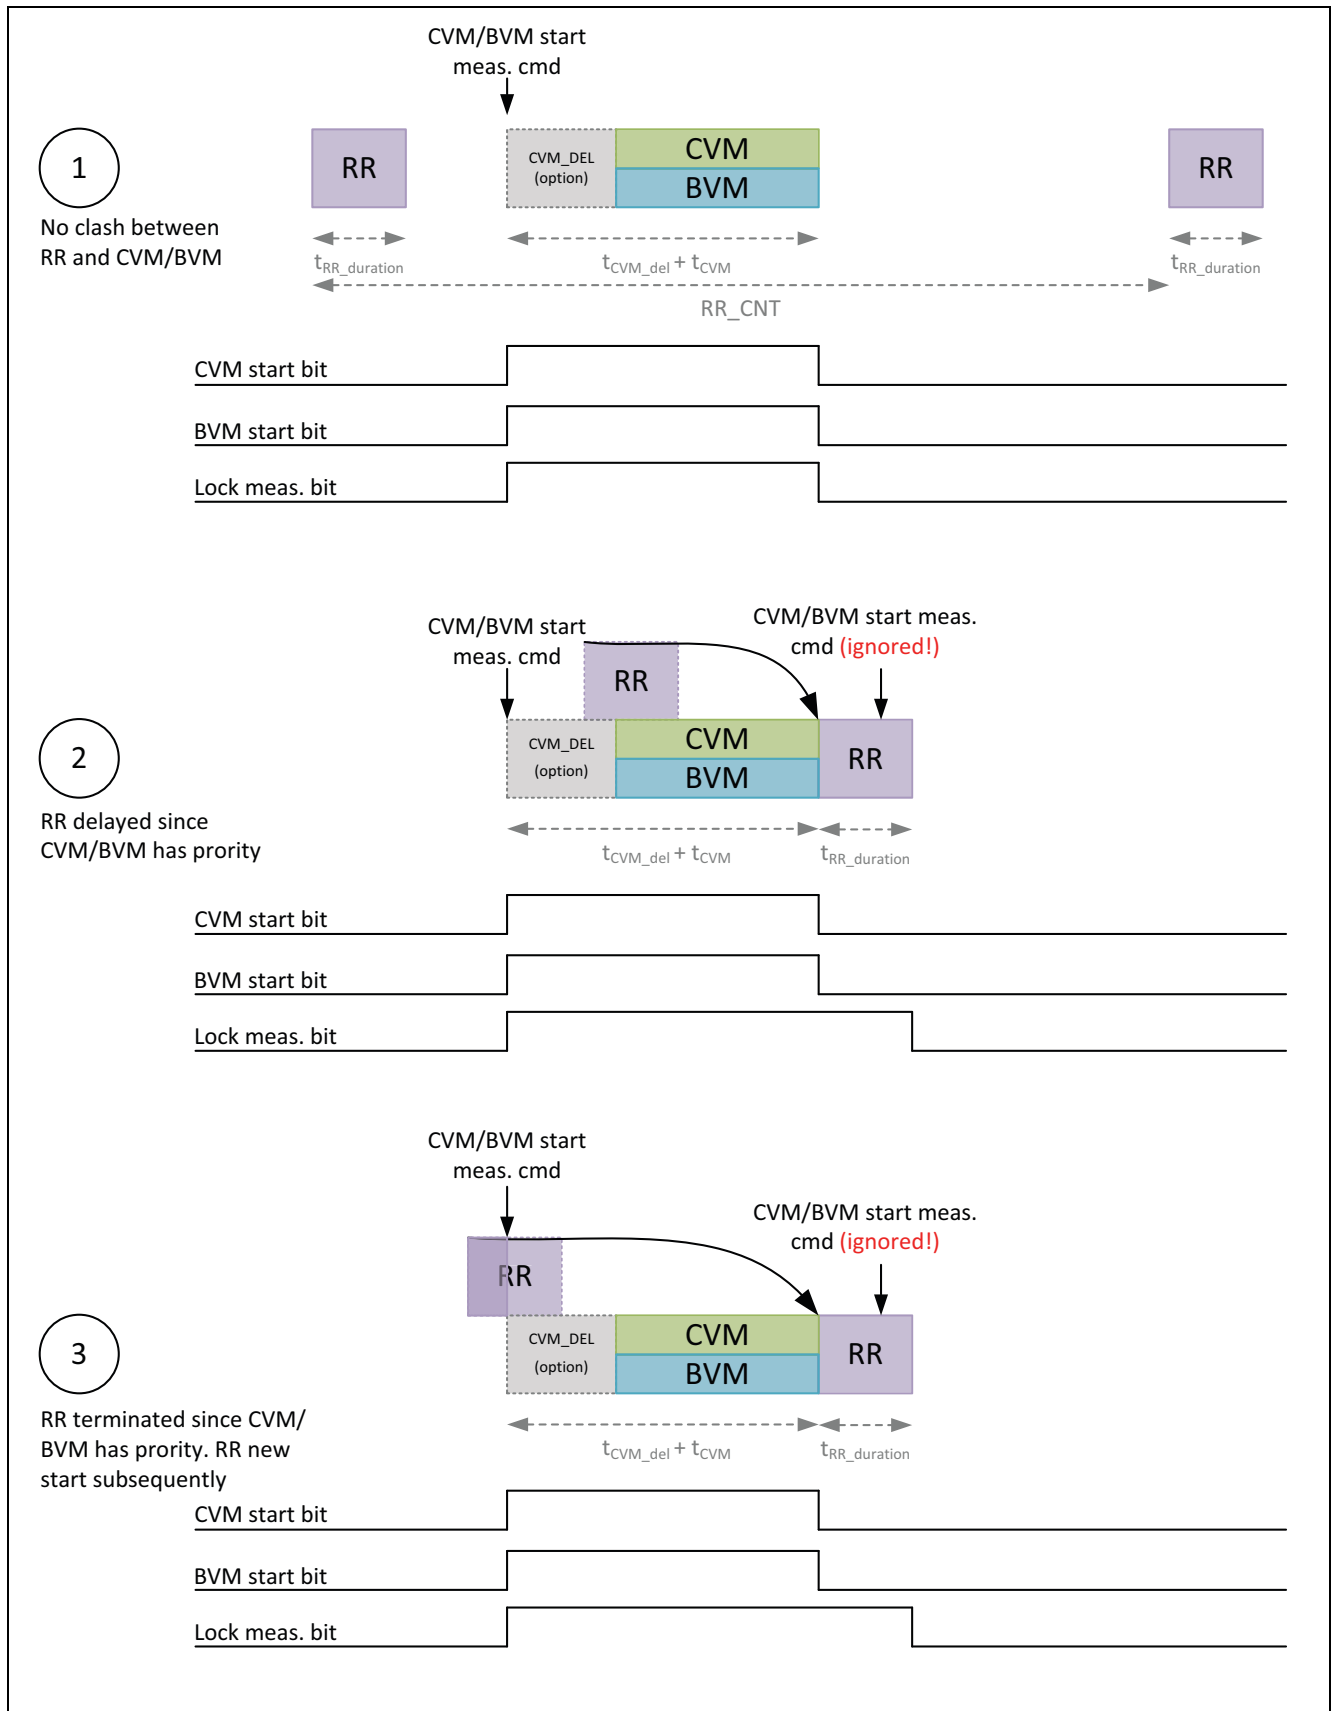 CVM/BVM start
meas. cmd
1
RR
CVM_DEL
(option)
CVM
BVM
RR
No clash between
RR and CVM/BVM
tRR_duration
tCVM_del + tCVM
tRR_duration
RR_CNT
CVM start bit
BVM start bit
Lock meas. bit
CVM/BVM start
meas. cmd
CVM/BVM start meas.
cmd (ignored!)
RR
2
CVM_DEL
(option)
CVM
BVM
RR
RR delayed since
CVM/BVM has prority
tCVM_del + tCVM
tRR_duration
CVM start bit
BVM start bit
Lock meas. bit
CVM/BVM start
meas. cmd
CVM/BVM start meas.
cmd (ignored!)
RR
3
CVM_DEL
(option)
CVM
BVM
RR
RR terminated since CVM/
BVM has prority. RR new
start subsequently
tCVM_del + tCVM
tRR_duration
CVM start bit
BVM start bit
Lock meas. bit